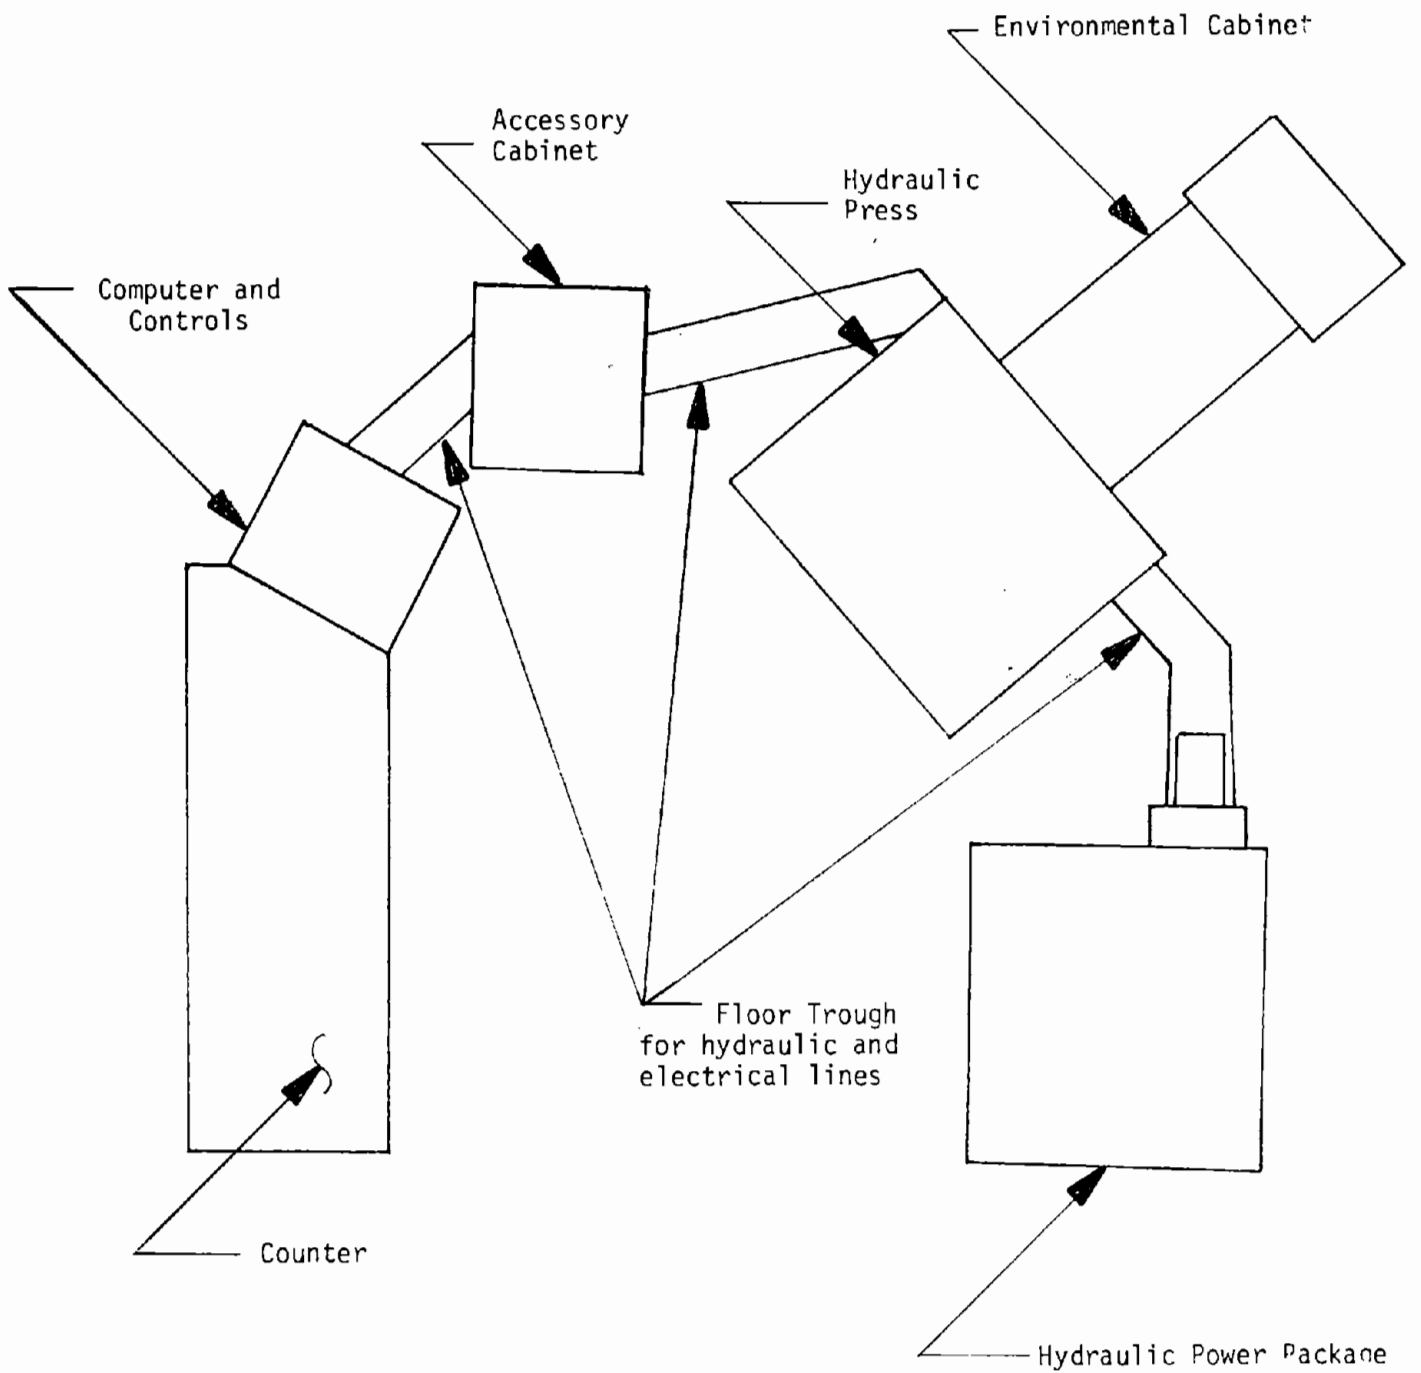 Environmental Cabinet
Accessory
Cabinet
Hydraulic
Press
Computer and
Controls
Floor Trough
for hydraulic and
electrical lines
Counter
Hydraulic Power Package